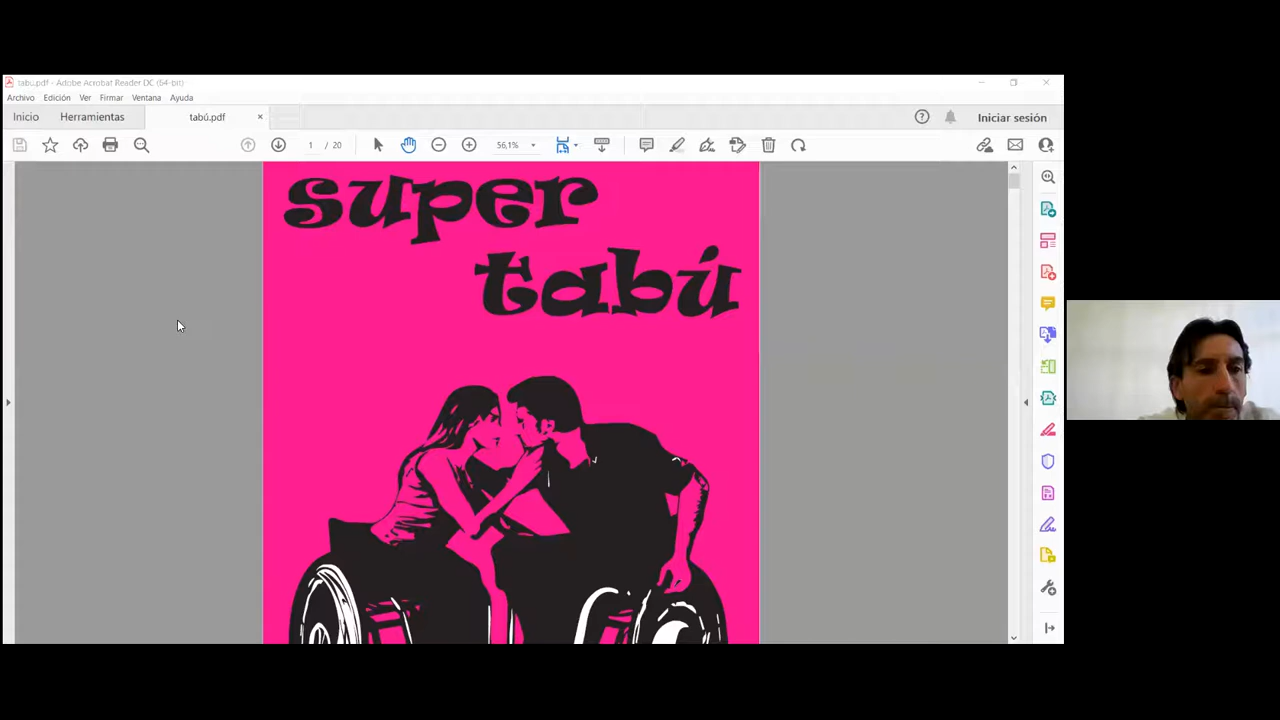 tabú.pdf - Adobe Acrobat Reader DC (64-bit)
Archivo Edición Ver Firmar Ventana Ayuda
Inicio Herramientas tabú.pdf Iniciar sesión
1 / 20 56,1%
super
tabú